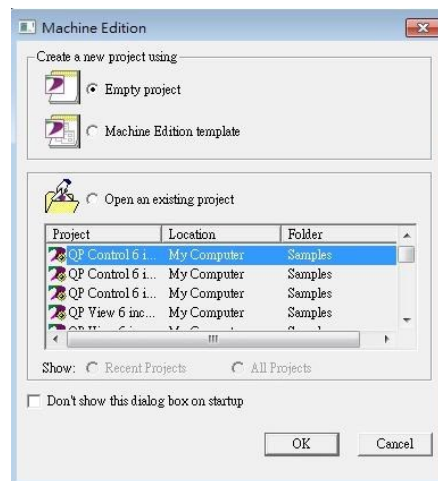 Machine Edition
Create a new project using
Empty project
Machine Edition template
Open an existing project
Project Location Folder
QP Control 6 i... My Computer Samples
QP Control 6 i... My Computer Samples
QP Control 6 i... My Computer Samples
QP View 6 inc... My Computer Samples
Show: Recent Projects All Projects
Don't show this dialog box on startup
OK Cancel